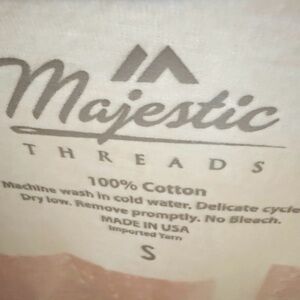 Majestic
THREADS
100% Cotton
Machine wash in cold water. Delicate cycle
Dry low. Remove promptly. No Bleach.
MADE IN USA
Imported Yarn
S